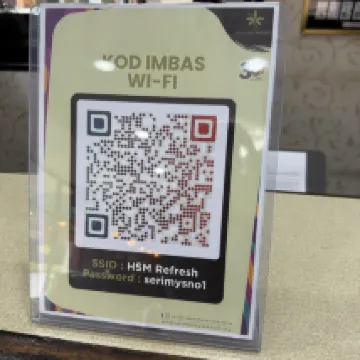 KOD IMBAS
WI-FI
SSID : HSM Refresh
Password : serimysno1